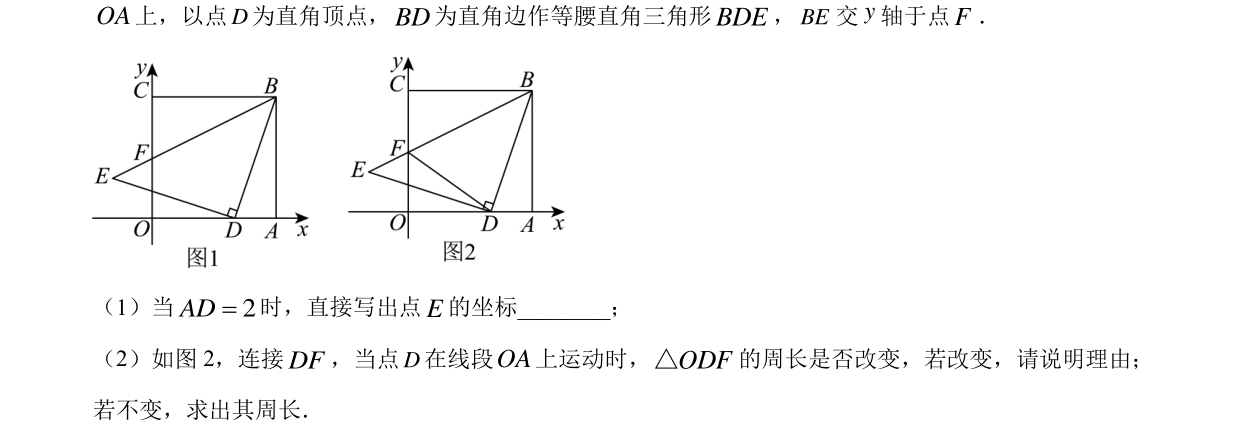 OA上，以点D为直角顶点，BD为直角边作等腰直角三角形BDE，BE交y轴于点F．
y C B F E O D A x 图1
y C B F E O D A x 图2
（1）当AD=2时，直接写出点E的坐标________；
（2）如图2，连接DF，当点D在线段OA上运动时，△ODF的周长是否改变，若改变，请说明理由；
若不变，求出其周长．